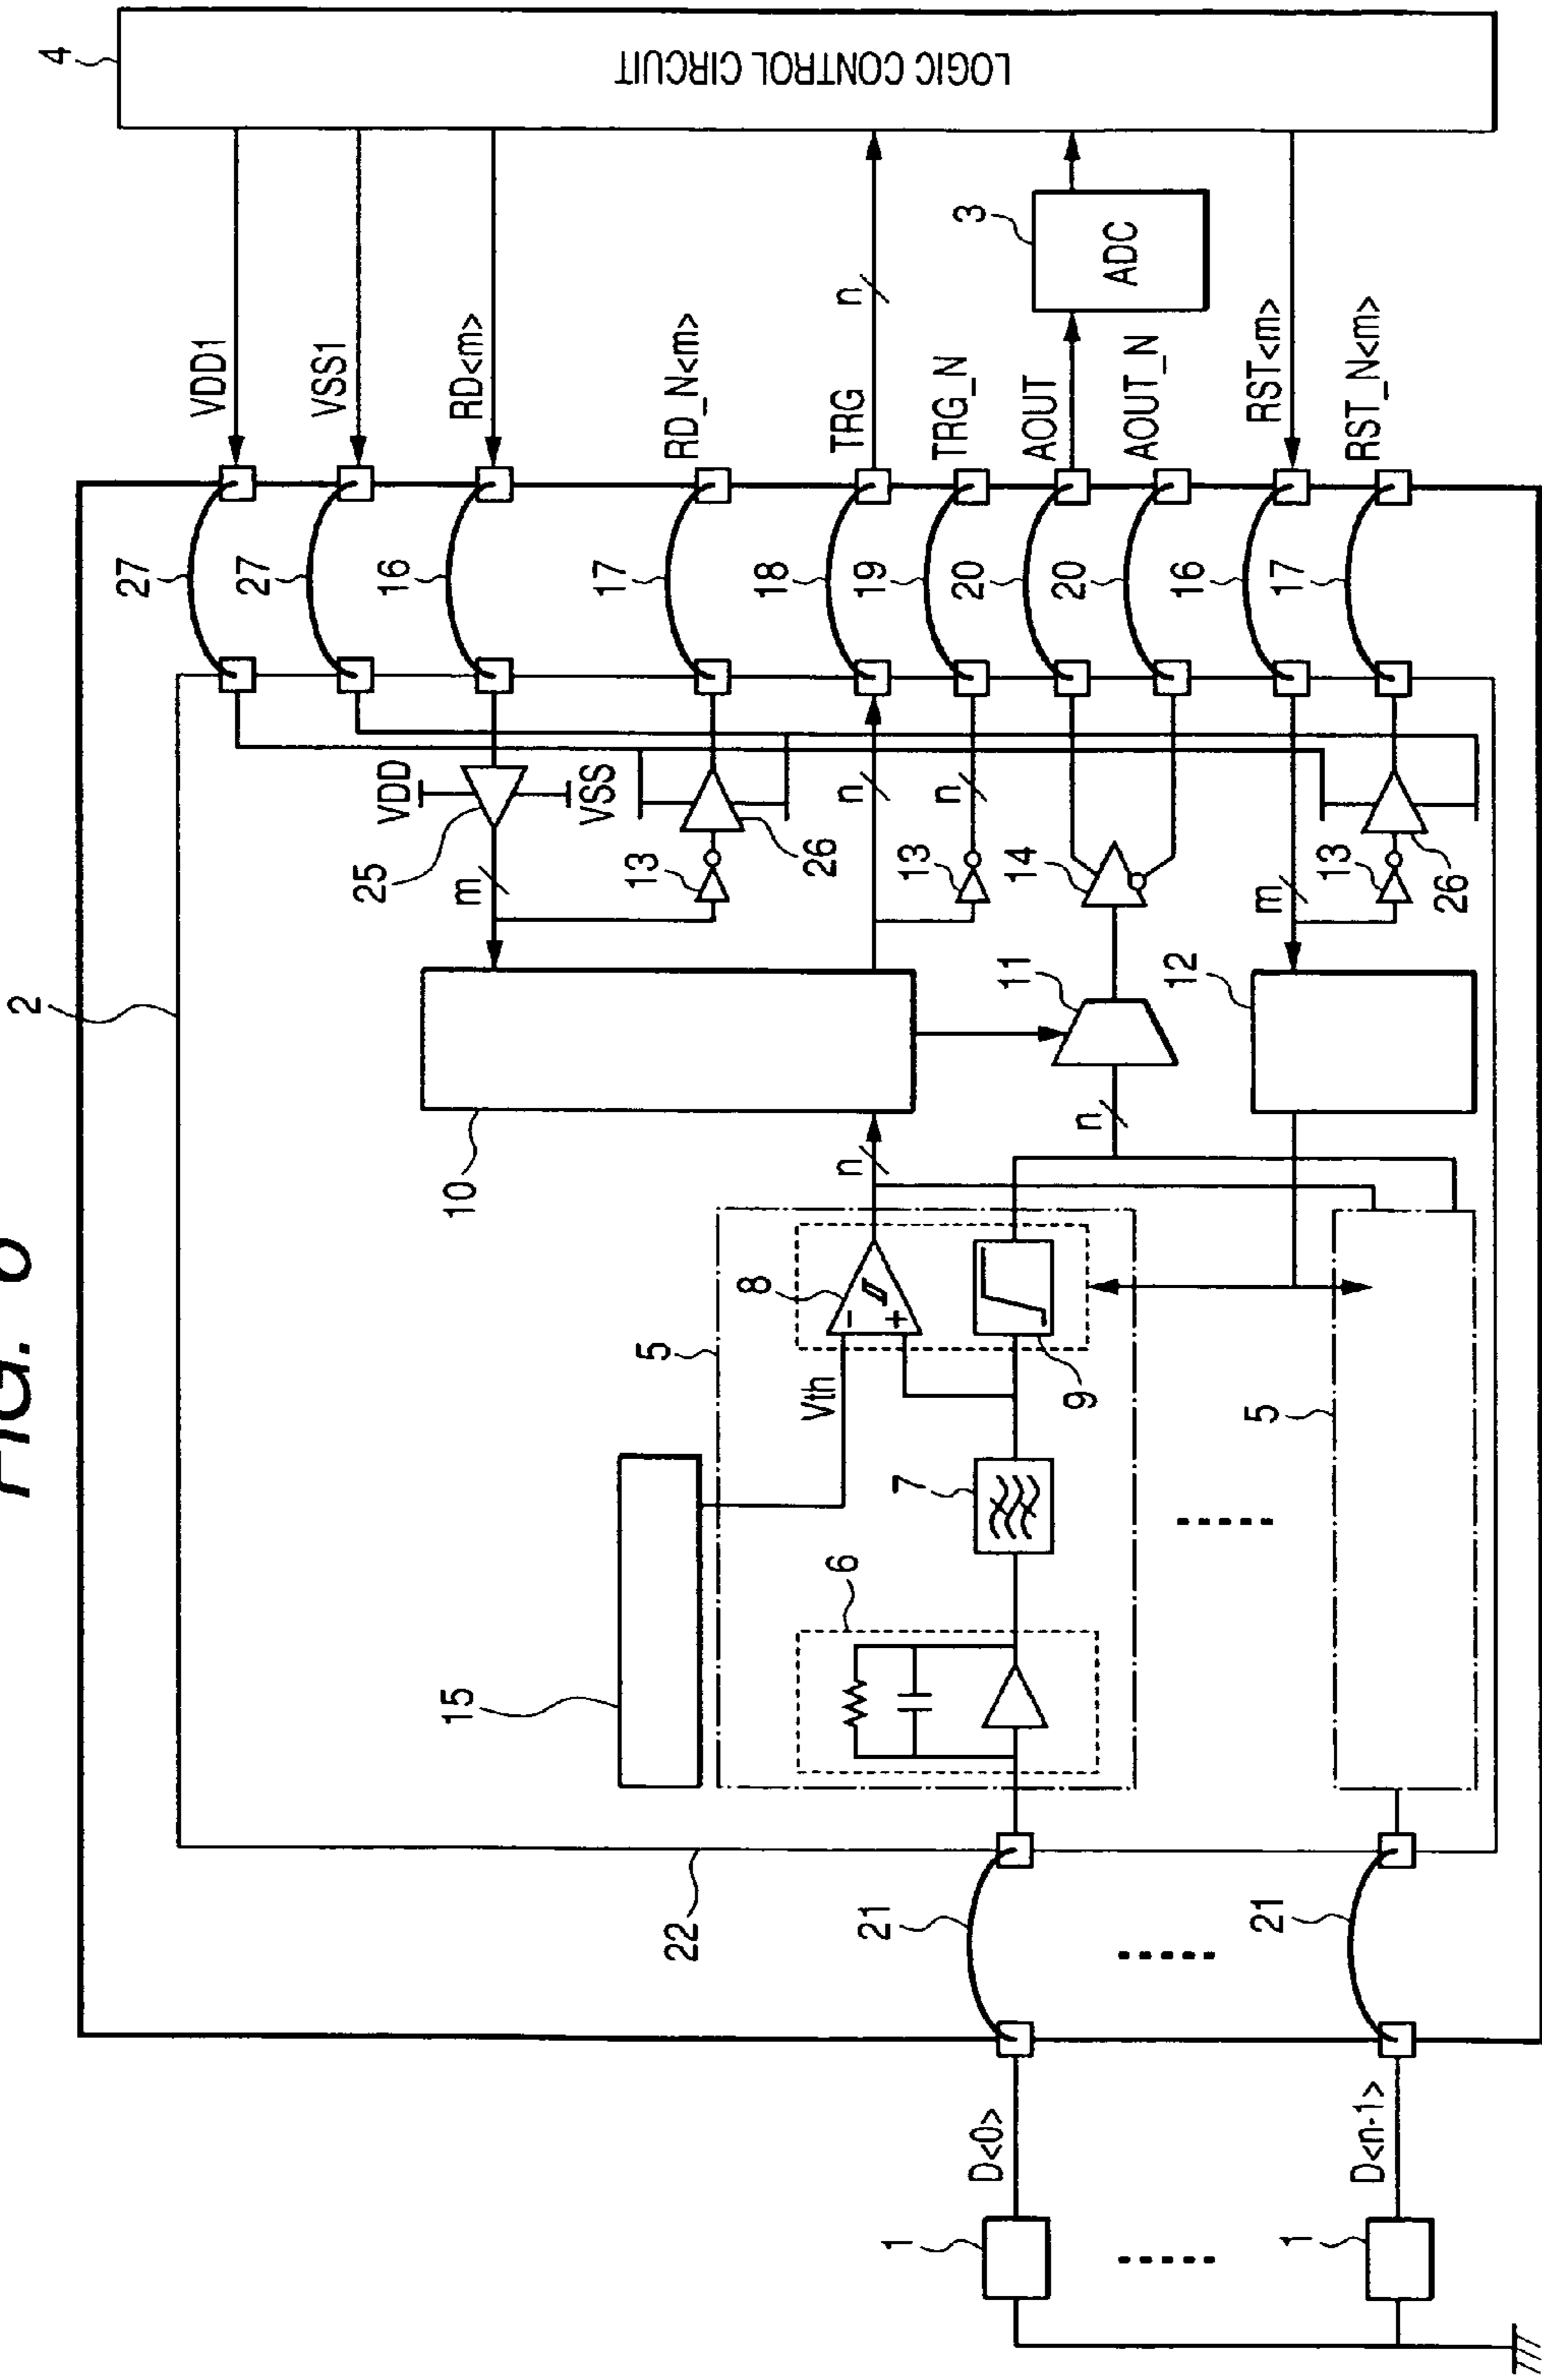 FIG. 6
2
4
LOGIC CONTROL CIRCUIT
27
VDD1
27
VSS1
VDD
25
VSS
16
RD<m>
m
13
26
17
RD_N<m>
10
n
n
18
TRG
n
13
n
19
TRG_N
3
ADC
14
20
AOUT
11
20
AOUT_N
n
12
m
16
RST<m>
13
26
17
RST_N<m>
15
5
Vth
8
-
+
6
7
9
5
22
21
21
D<0>
D<n-1>
1
1